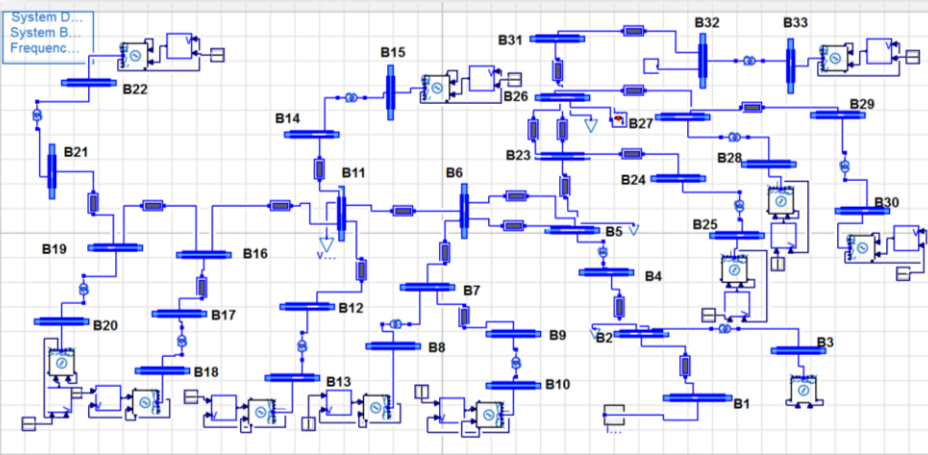 System D...
System B...
Frequenc...
B22
B15
B31
B32
B33
B26
B27
B29
B14
B21
B11
B6
B23
B28
B24
B30
B19
B16
B5
B25
B4
B20
B17
B12
B7
B8
B9
B2
B3
B18
B13
B10
B1
V...
I...